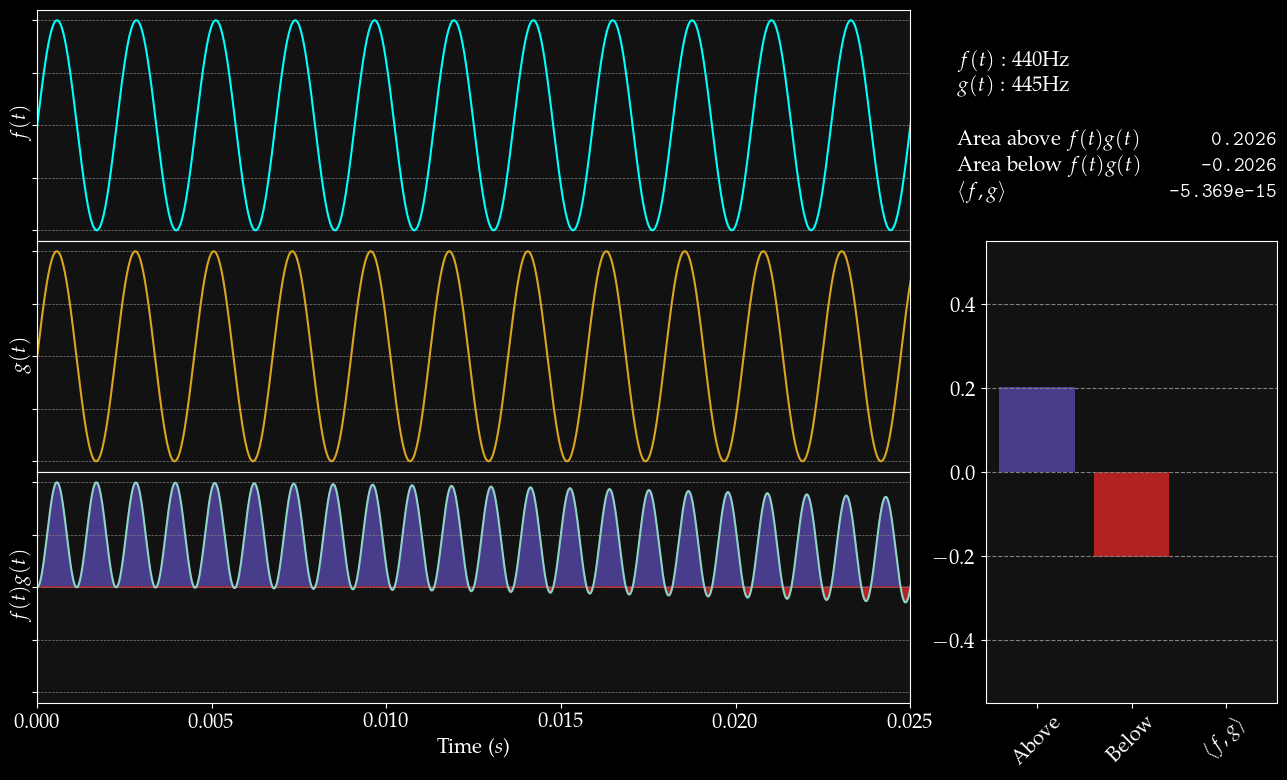 f(t)
g(t)
f(t)g(t)
0.000 0.005 0.010 0.015 0.020 0.025
Time (s)
f(t) : 440Hz
g(t) : 445Hz
Area above f(t)g(t) 0.2026
Area below f(t)g(t) -0.2026
⟨f, g⟩ -5.369e-15
0.4
0.2
0.0
−0.2
−0.4
Above Below ⟨f, g⟩